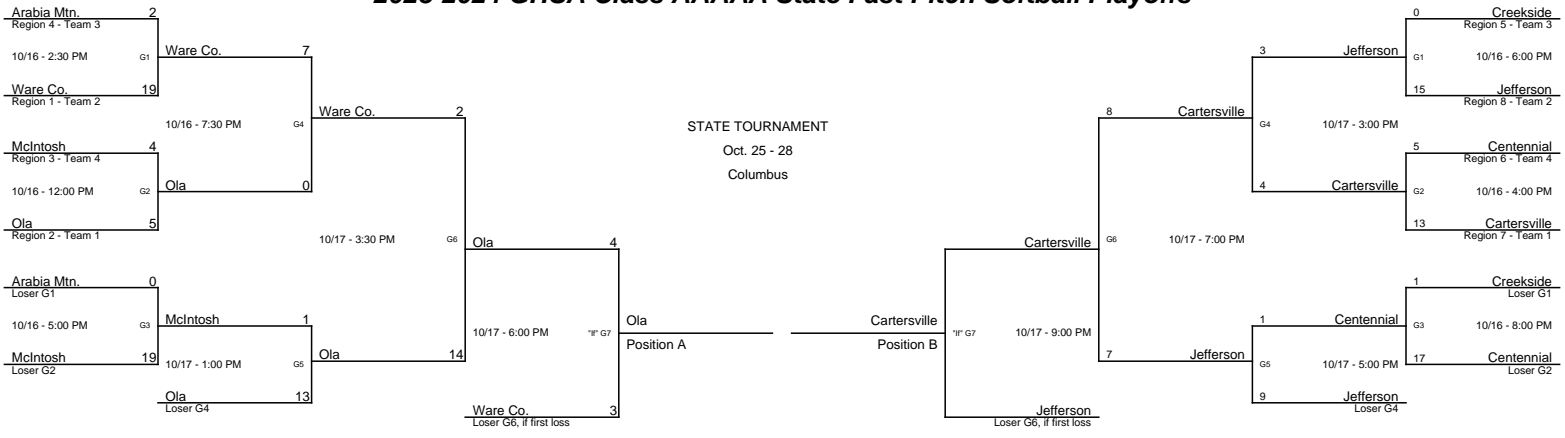 2023-2024 GHSA Class AAAAA State Fast Pitch Softball Playoffs
Arabia Mtn. 2
Region 4 - Team 3
10/16 - 2:30 PM G1
Ware Co. 7
Ware Co. 19
Region 1 - Team 2
10/16 - 7:30 PM G4
Ware Co. 2
McIntosh 4
Region 3 - Team 4
10/16 - 12:00 PM G2
Ola 0
Ola 5
Region 2 - Team 1
10/17 - 3:30 PM G6
Ola 4
Arabia Mtn. 0
Loser G1
10/16 - 5:00 PM G3
McIntosh 1
McIntosh 19
Loser G2
10/17 - 1:00 PM G5
Ola 14
Ola 13
Loser G4
10/17 - 6:00 PM "If" G7
Ola
Position A
Ware Co. 3
Loser G6, if first loss
STATE TOURNAMENT
Oct. 25 - 28
Columbus
0 Creekside
Region 5 - Team 3
G1 10/16 - 6:00 PM
3 Jefferson
15 Jefferson
Region 8 - Team 2
G4 10/17 - 3:00 PM
8 Cartersville
5 Centennial
Region 6 - Team 4
G2 10/16 - 4:00 PM
4 Cartersville
13 Cartersville
Region 7 - Team 1
G6 10/17 - 7:00 PM
Cartersville
1 Creekside
Loser G1
G3 10/16 - 8:00 PM
1 Centennial
17 Centennial
Loser G2
G5 10/17 - 5:00 PM
7 Jefferson
9 Jefferson
Loser G4
"If" G7 10/17 - 9:00 PM
Cartersville
Position B
Jefferson
Loser G6, if first loss